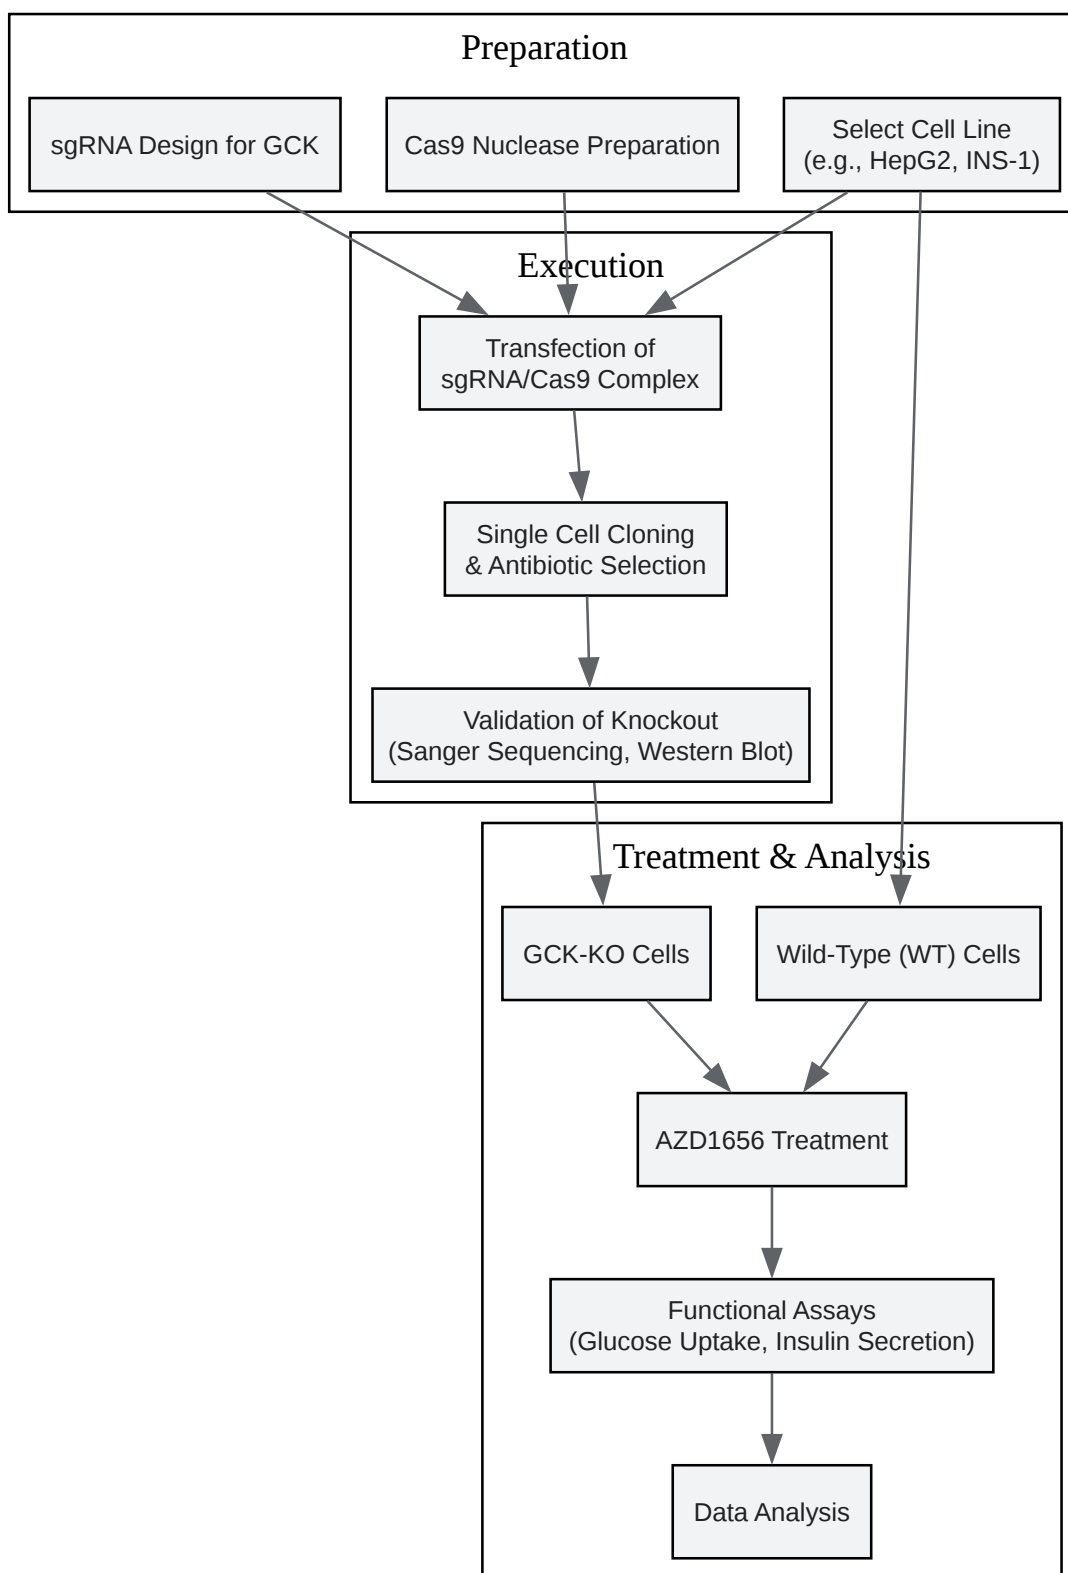 Preparation
sgRNA Design for GCK
Cas9 Nuclease Preparation
Select Cell Line
(e.g., HepG2, INS-1)
Execution
Transfection of
sgRNA/Cas9 Complex
Single Cell Cloning
& Antibiotic Selection
Validation of Knockout
(Sanger Sequencing, Western Blot)
Treatment & Analysis
GCK-KO Cells
Wild-Type (WT) Cells
AZD1656 Treatment
Functional Assays
(Glucose Uptake, Insulin Secretion)
Data Analysis